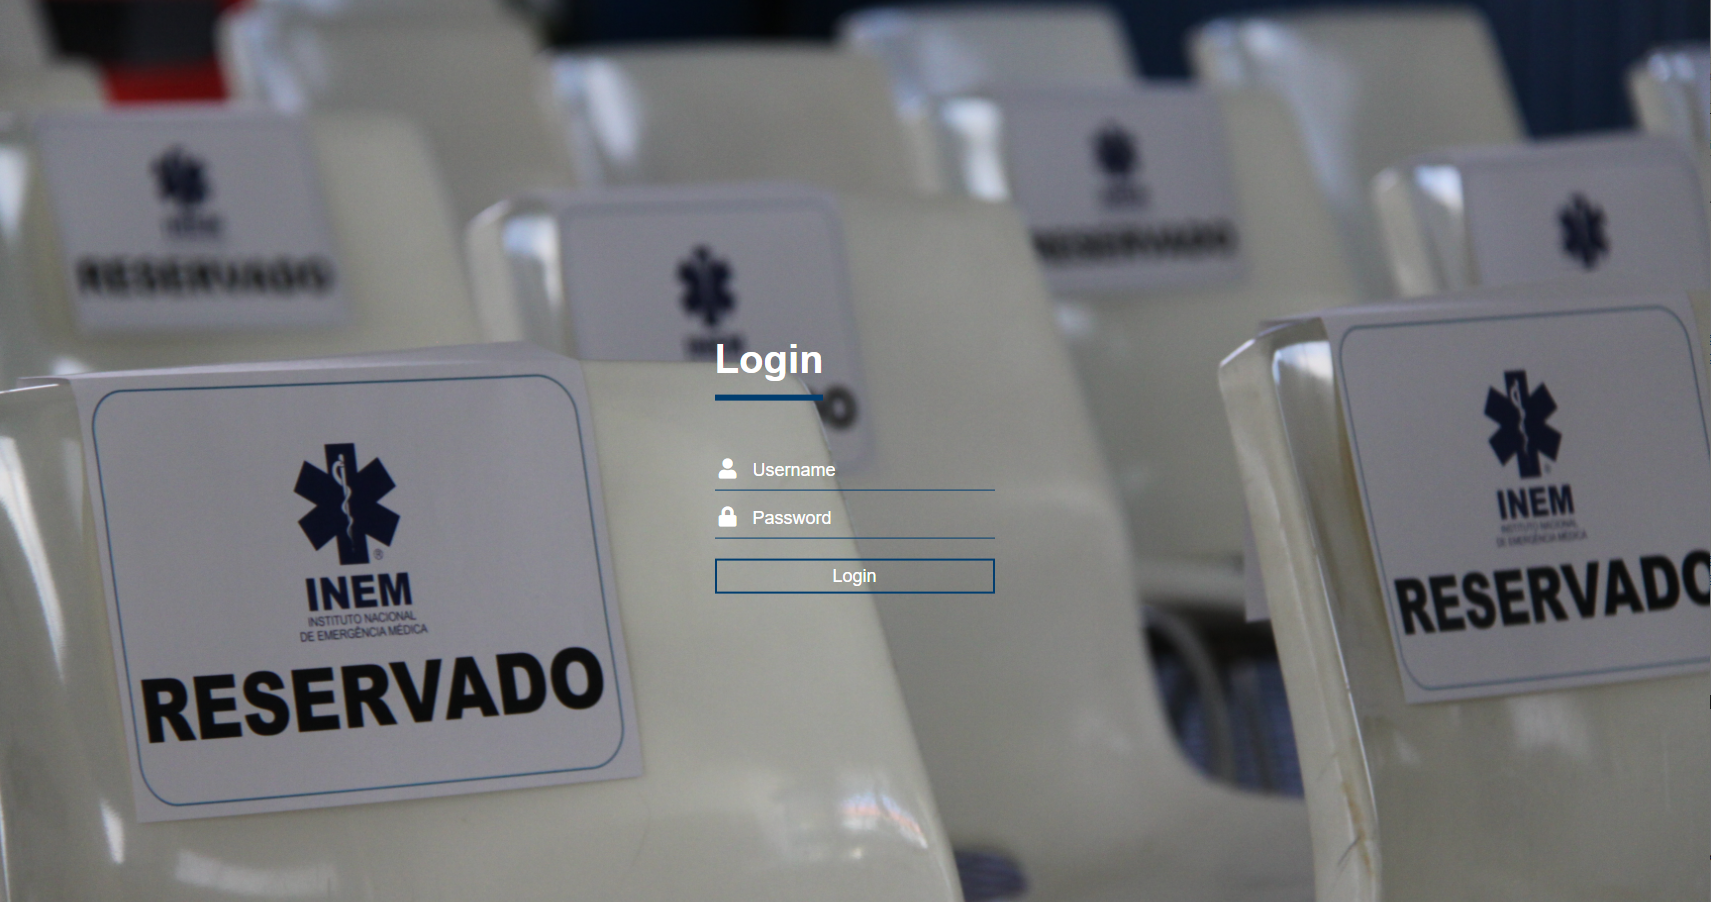 RESERVADO
RESERVADO
Login
Username
Password
Login
INEM
INSTITUTO NACIONAL
DE EMERGÊNCIA MÉDICA
RESERVADO
INEM
INSTITUTO NACIONAL
DE EMERGÊNCIA MÉDICA
RESERVADO